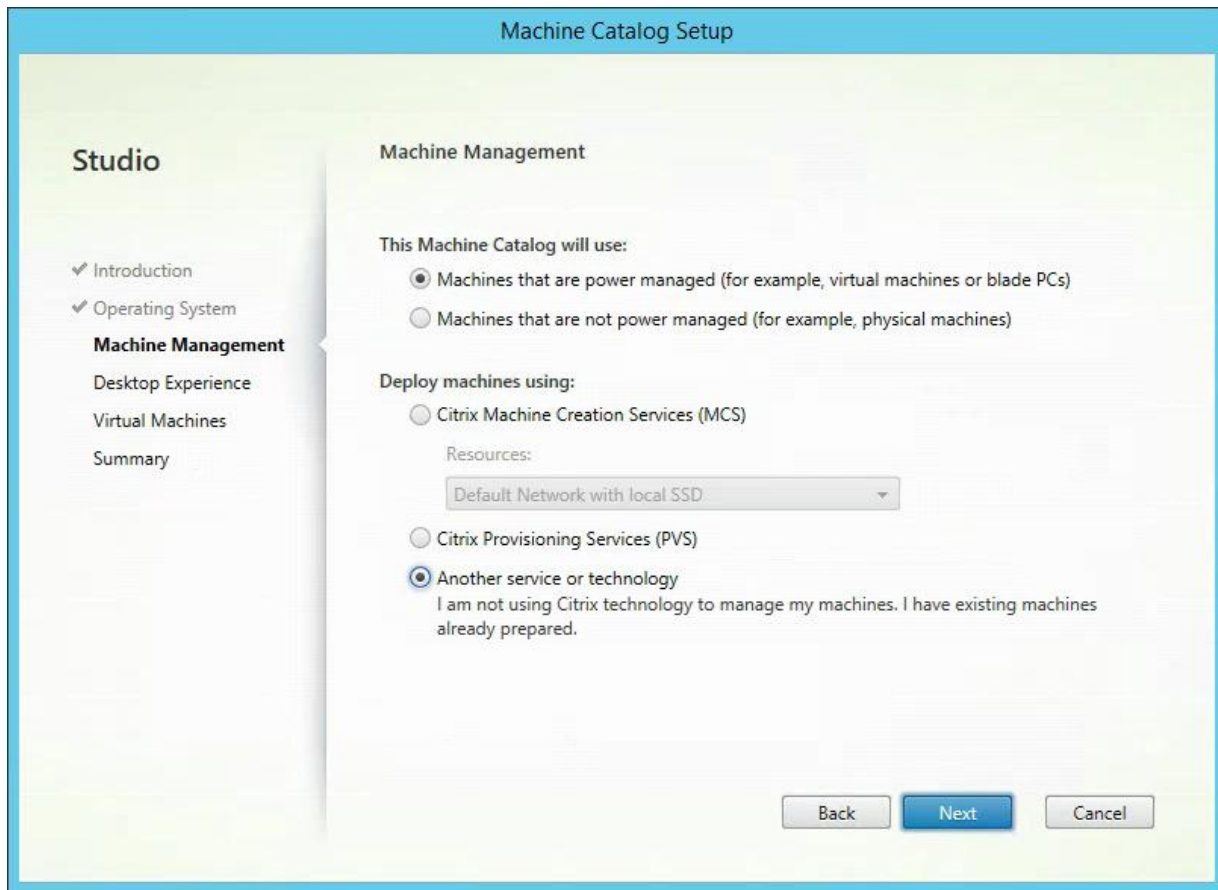 Machine Catalog Setup
Studio
Introduction
Operating System
Machine Management
Desktop Experience
Virtual Machines
Summary
Machine Management
This Machine Catalog will use:
Machines that are power managed (for example, virtual machines or blade PCs)
Machines that are not power managed (for example, physical machines)
Deploy machines using:
Citrix Machine Creation Services (MCS)
Resources:
Default Network with local SSD
Citrix Provisioning Services (PVS)
Another service or technology
I am not using Citrix technology to manage my machines. I have existing machines
already prepared.
Back
Next
Cancel